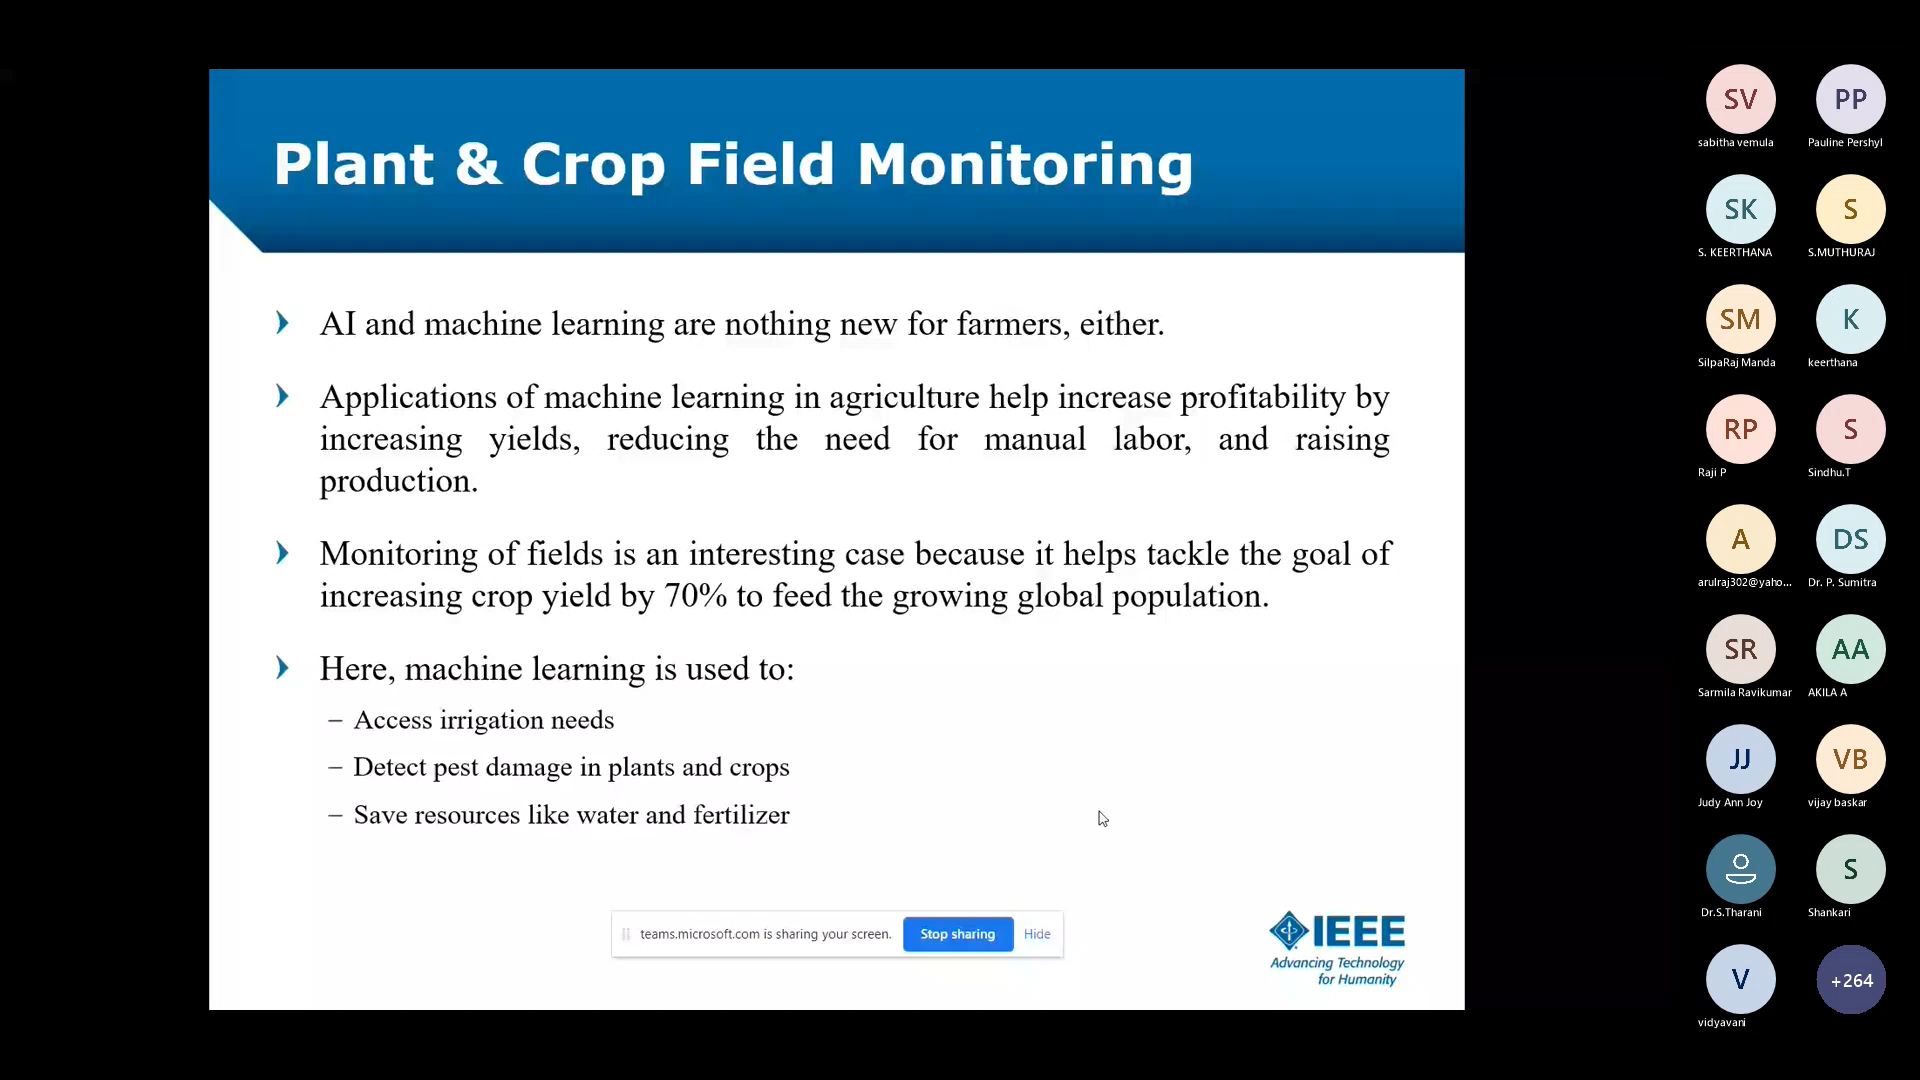 Plant & Crop Field Monitoring
AI and machine learning are nothing new for farmers, either.
Applications of machine learning in agriculture help increase profitability by
increasing yields, reducing the need for manual labor, and raising
production.
Monitoring of fields is an interesting case because it helps tackle the goal of
increasing crop yield by 70% to feed the growing global population.
Here, machine learning is used to:
– Access irrigation needs
– Detect pest damage in plants and crops
– Save resources like water and fertilizer
teams.microsoft.com is sharing your screen. Stop sharing Hide
IEEE
Advancing Technology
for Humanity
SV PP
sabitha vemula Pauline Pershyl
SK S
S. KEERTHANA S.MUTHURAJ
SM K
SilpaRaj Manda keerthana
RP S
Raji P Sindhu.T
A DS
arulraj302@yaho... Dr. P. Sumitra
SR AA
Sarmila Ravikumar AKILA A
JJ VB
Judy Ann Joy vijay baskar
S
Dr.S.Tharani Shankari
V +264
vidyavani